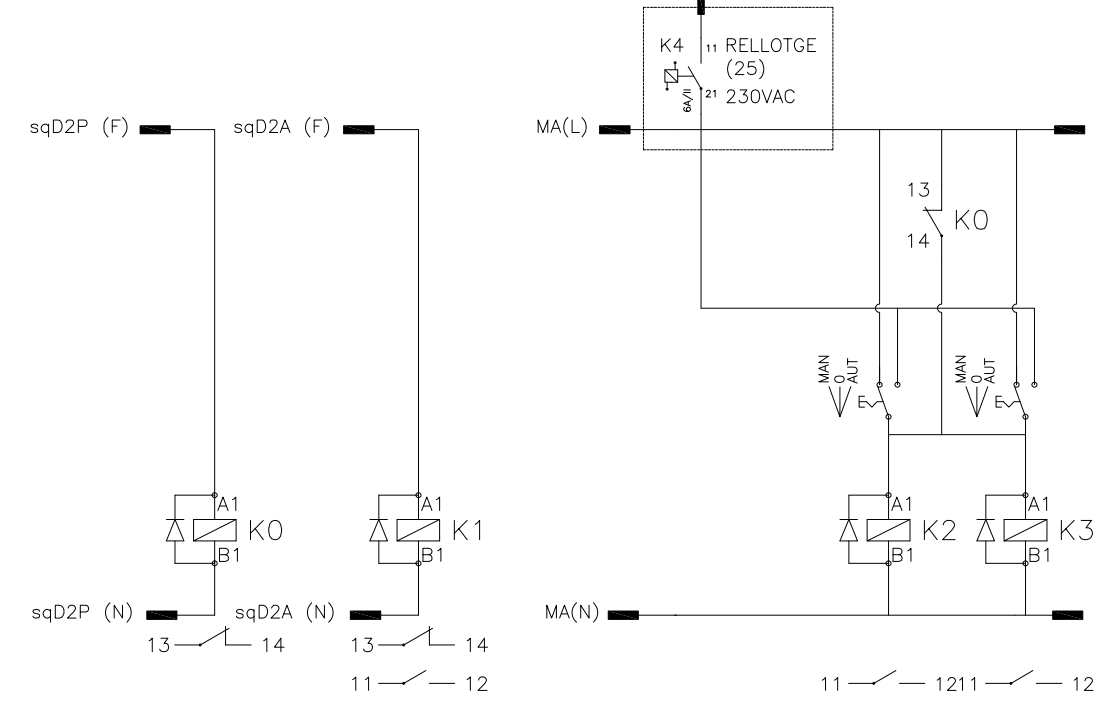 K4 11 RELLOTGE
(25)
6A/II 21 230VAC
sqD2P (F) sqD2A (F) MA(L)
13
K0
14
MAN 0 AUT MAN 0 AUT
A1 A1 A1 A1
K0 K1 K2 K3
B1 B1 B1 B1
sqD2P (N) sqD2A (N) MA(N)
13 14 13 14
11 12 11 12 11 12